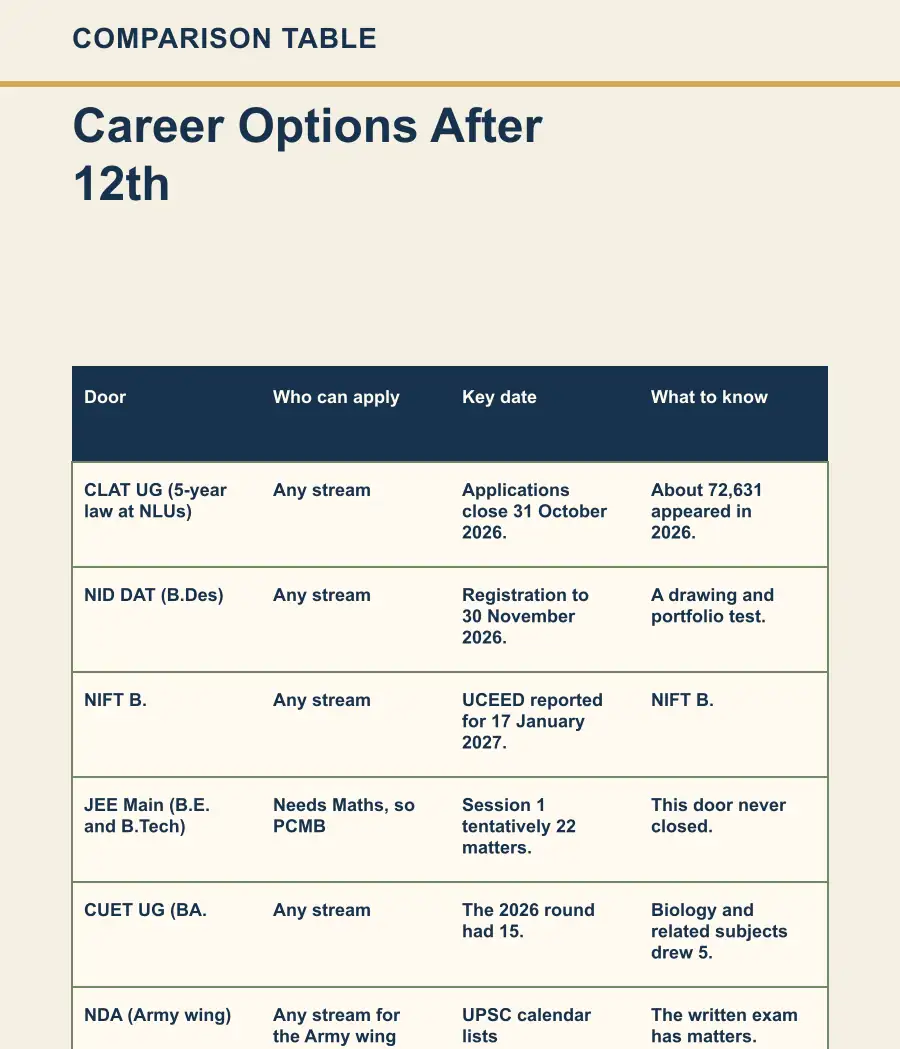 COMPARISON TABLE
Career Options After
12th
Door
Who can apply
Key date
What to know
CLAT UG (5-year
law at NLUs)
Any stream
Applications
close 31 October
2026.
About 72,631
appeared in
2026.
NID DAT (B.Des)
Any stream
Registration to
30 November
2026.
A drawing and
portfolio test.
NIFT B.
Any stream
UCEED reported
for 17 January
2027.
NIFT B.
JEE Main (B.E.
and B.Tech)
Needs Maths, so
PCMB
Session 1
tentatively 22
matters.
This door never
closed.
CUET UG (BA.
Any stream
The 2026 round
had 15.
Biology and
related subjects
drew 5.
NDA (Army wing)
Any stream for
the Army wing
UPSC calendar
lists
The written exam
has matters.